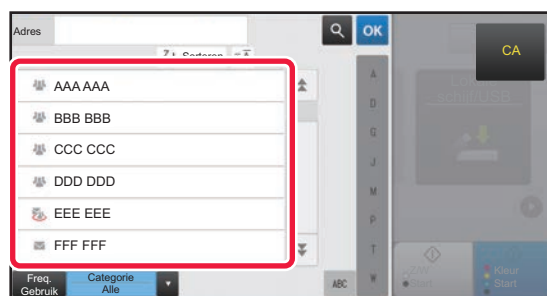 Adres
OK
CA
Sorteren
AAA AAA
BBB BBB
CCC CCC
DDD DDD
EEE EEE
FFF FFF
A
D
G
J
M
P
T
W
ABC
Freq.
Gebruik
Categorie
Alle
Start
Kleur
Start